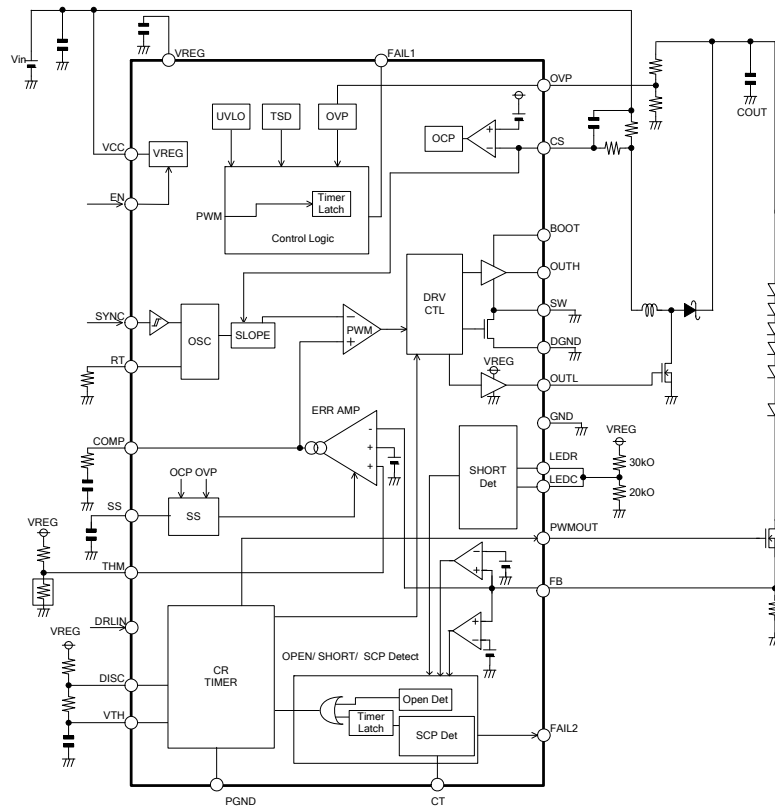 VREG
FAIL1
Vin
OVP
COUT
UVLO
TSD
OVP
OCP
CS
VCC
VREG
EN
Timer
Latch
PWM
Control Logic
BOOT
OUTH
DRV
CTL
SYNC
OSC
SLOPE
PWM
SW
DGND
RT
VREG
OUTL
ERR AMP
GND
COMP
VREG
SHORT
Det
LEDR
30kO
LEDC
20kO
OCP OVP
SS
SS
PWMOUT
VREG
THM
FB
DRLIN
VREG
OPEN/ SHORT/ SCP Detect
CR
TIMER
DISC
Open Det
VTH
Timer
Latch
SCP Det
FAIL2
PGND
CT